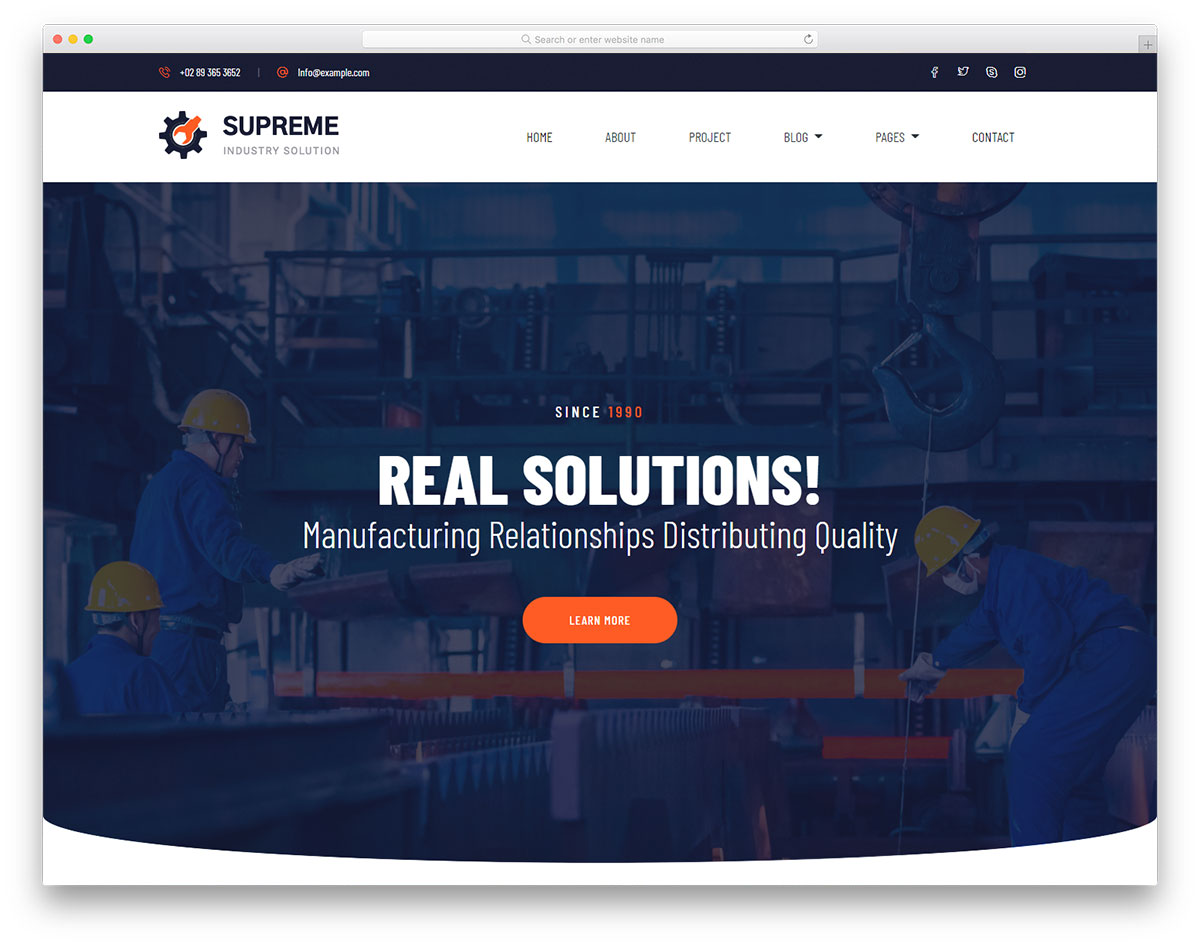 Search or enter website name
+02 89 365 3652 | Info@example.com
SUPREME
INDUSTRY SOLUTION
HOME ABOUT PROJECT BLOG PAGES CONTACT
SINCE 1990
REAL SOLUTIONS!
Manufacturing Relationships Distributing Quality
LEARN MORE